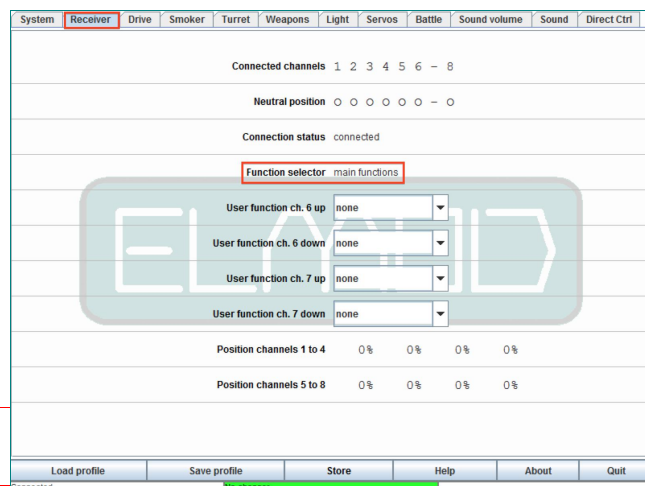 System Receiver Drive Smoker Turret Weapons Light Servos Battle Sound volume Sound Direct Ctrl
Connected channels 1 2 3 4 5 6 – 8
Neutral position O O O O O O – O
Connection status connected
Function selector main functions
User function ch. 6 up none
User function ch. 6 down none
User function ch. 7 up none
User function ch. 7 down none
Position channels 1 to 4 0% 0% 0% 0%
Position channels 5 to 8 0% 0% 0% 0%
Load profile Save profile Store Help About Quit
Connected No changes